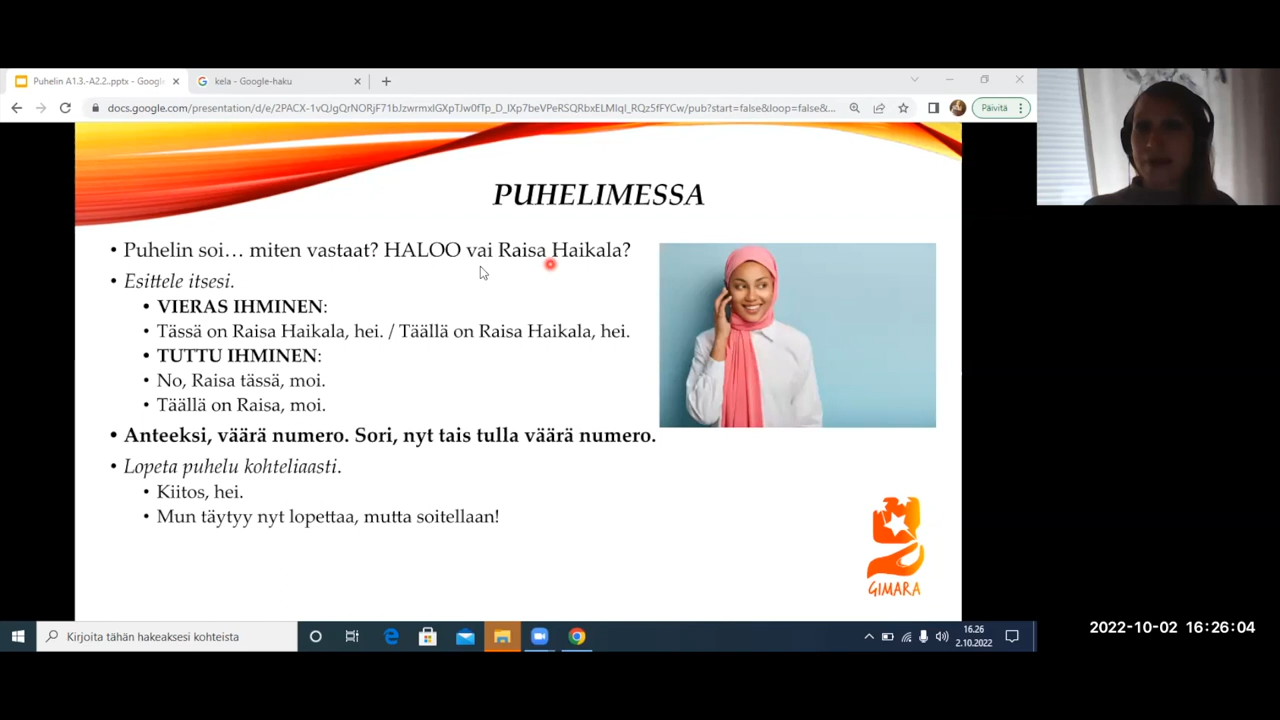 Puhelin A1.3.-A2.2..pptx - Googl
kela - Google-haku
docs.google.com/presentation/d/e/2PACX-1vQJgQrNORjF71bJzwrmxlGXpTJw0fTp_D_IXp7beVPeRSQRbxELMIqI_RQz5fFYCw/pub?start=false&loop=false&...
Päivitä
PUHELIMESSA
• Puhelin soi… miten vastaat? HALOO vai Raisa Haikala?
• Esittele itsesi.
• VIERAS IHMINEN:
• Tässä on Raisa Haikala, hei. / Täällä on Raisa Haikala, hei.
• TUTTU IHMINEN:
• No, Raisa tässä, moi.
• Täällä on Raisa, moi.
• Anteeksi, väärä numero. Sori, nyt tais tulla väärä numero.
• Lopeta puhelu kohteliaasti.
• Kiitos, hei.
• Mun täytyy nyt lopettaa, mutta soitellaan!
GIMARA
Kirjoita tähän hakeaksesi kohteista
16.26
2.10.2022
2022-10-02 16:26:04